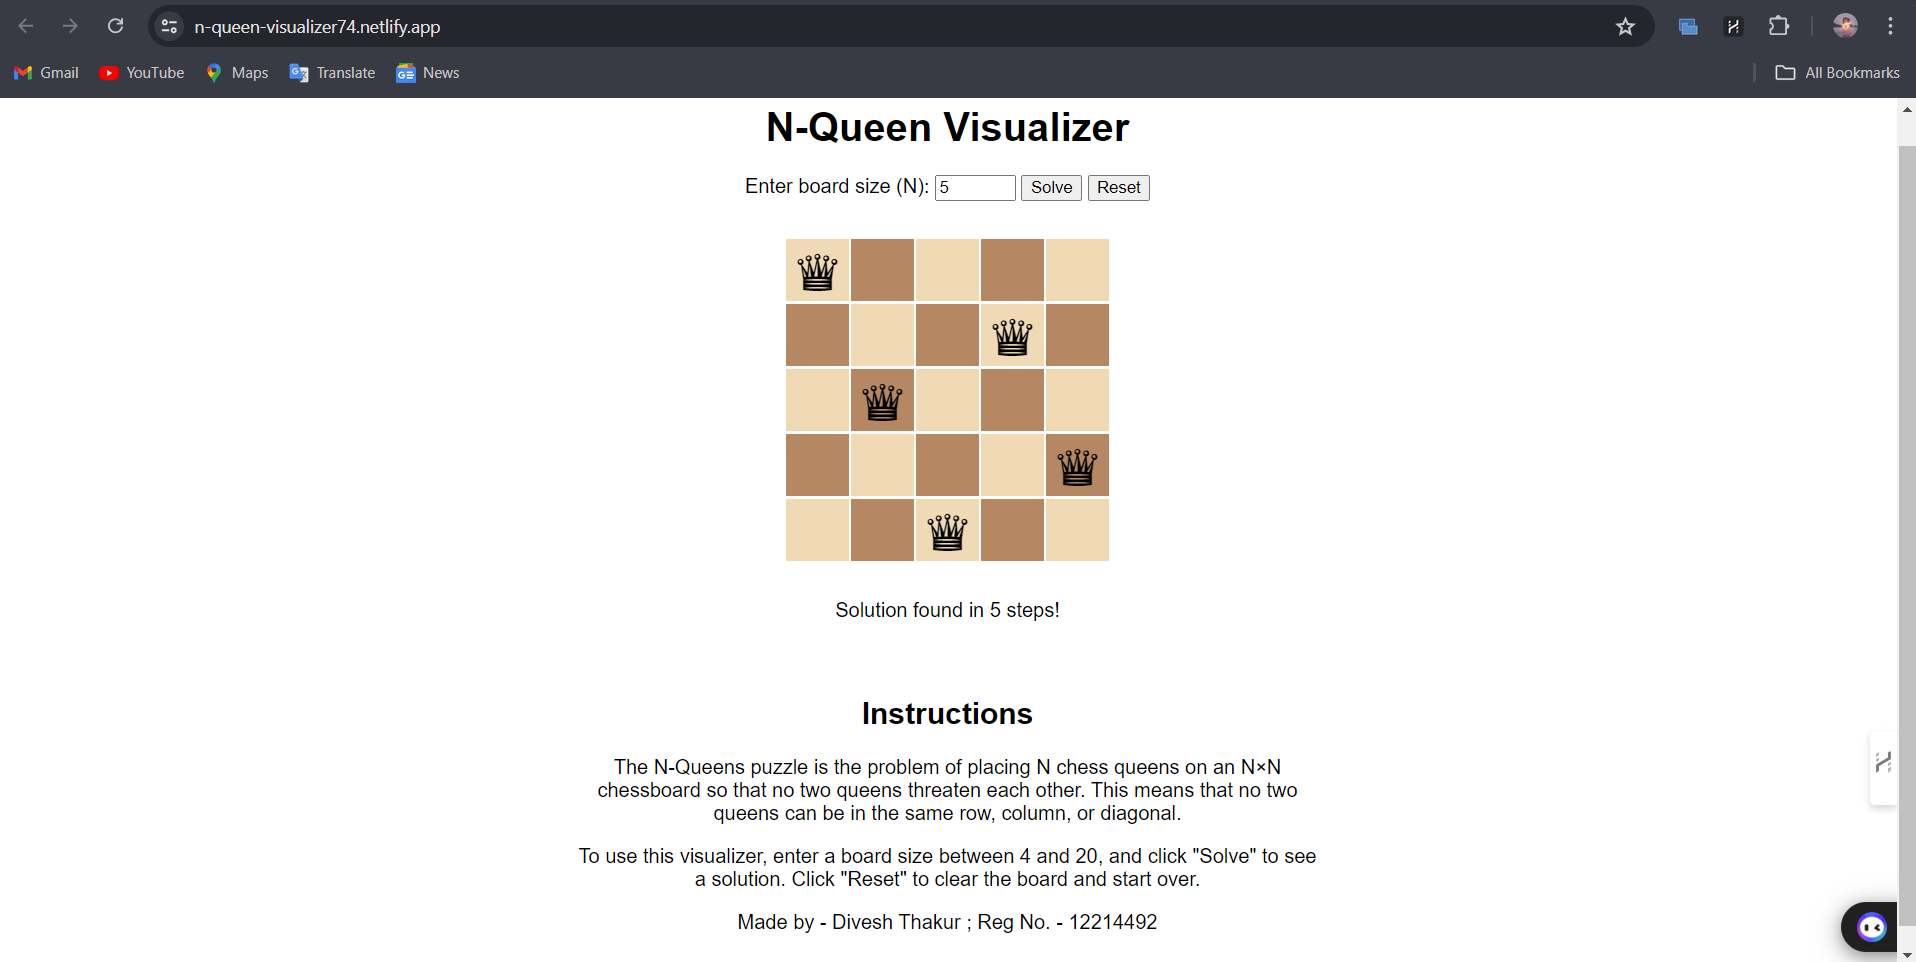 n-queen-visualizer74.netlify.app
Gmail YouTube Maps Translate News All Bookmarks
N-Queen Visualizer
Enter board size (N): 5 Solve Reset
Solution found in 5 steps!
Instructions
The N-Queens puzzle is the problem of placing N chess queens on an N×N
chessboard so that no two queens threaten each other. This means that no two
queens can be in the same row, column, or diagonal.
To use this visualizer, enter a board size between 4 and 20, and click "Solve" to see
a solution. Click "Reset" to clear the board and start over.
Made by - Divesh Thakur ; Reg No. - 12214492